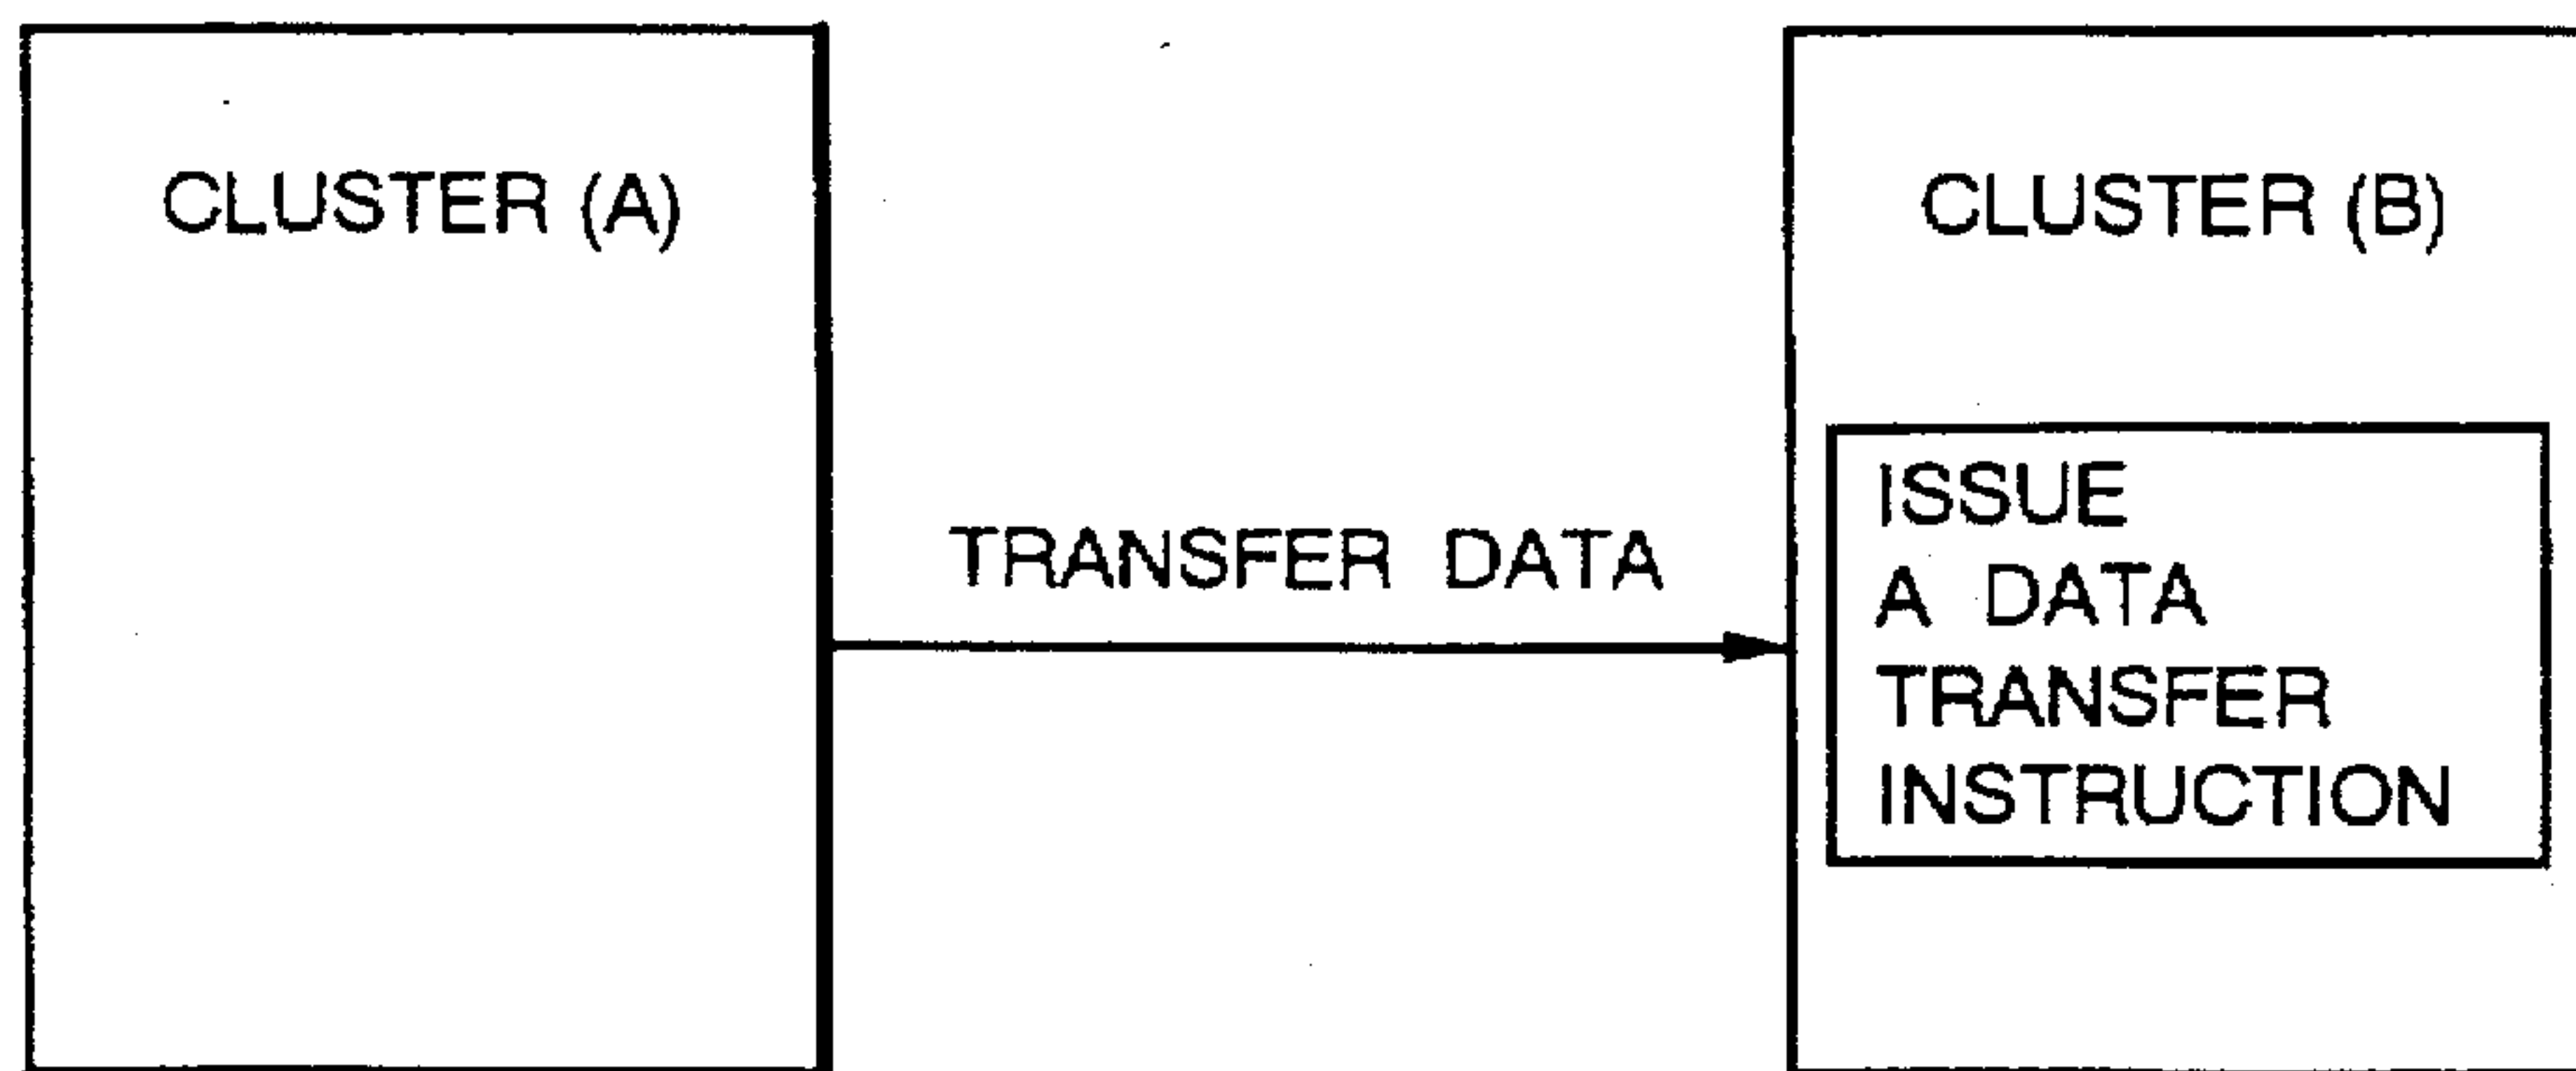 CLUSTER (A)
CLUSTER (B)
TRANSFER DATA
ISSUE
A DATA
TRANSFER
INSTRUCTION